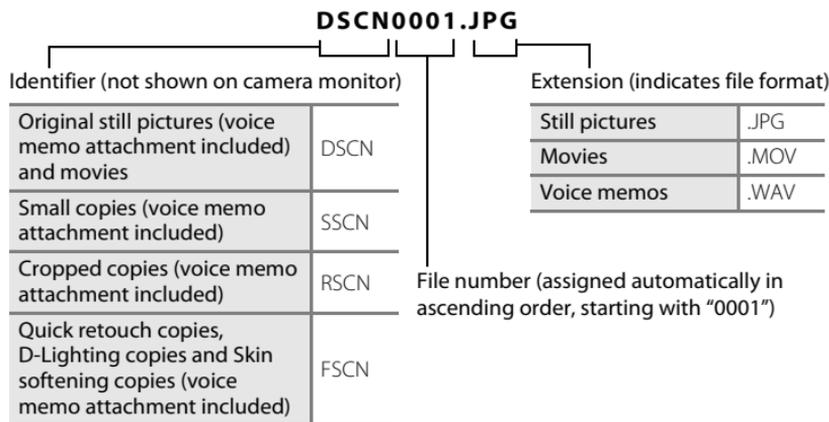 DSCN0001.JPG
Identifier (not shown on camera monitor)
Original still pictures (voice
memo attachment included)
and movies
DSCN
Small copies (voice memo
attachment included)
SSCN
Cropped copies (voice memo
attachment included)
RSCN
Quick retouch copies,
D-Lighting copies and Skin
softening copies (voice
memo attachment included)
FSCN
Extension (indicates file format)
Still pictures
.JPG
Movies
.MOV
Voice memos
.WAV
File number (assigned automatically in
ascending order, starting with “0001”)